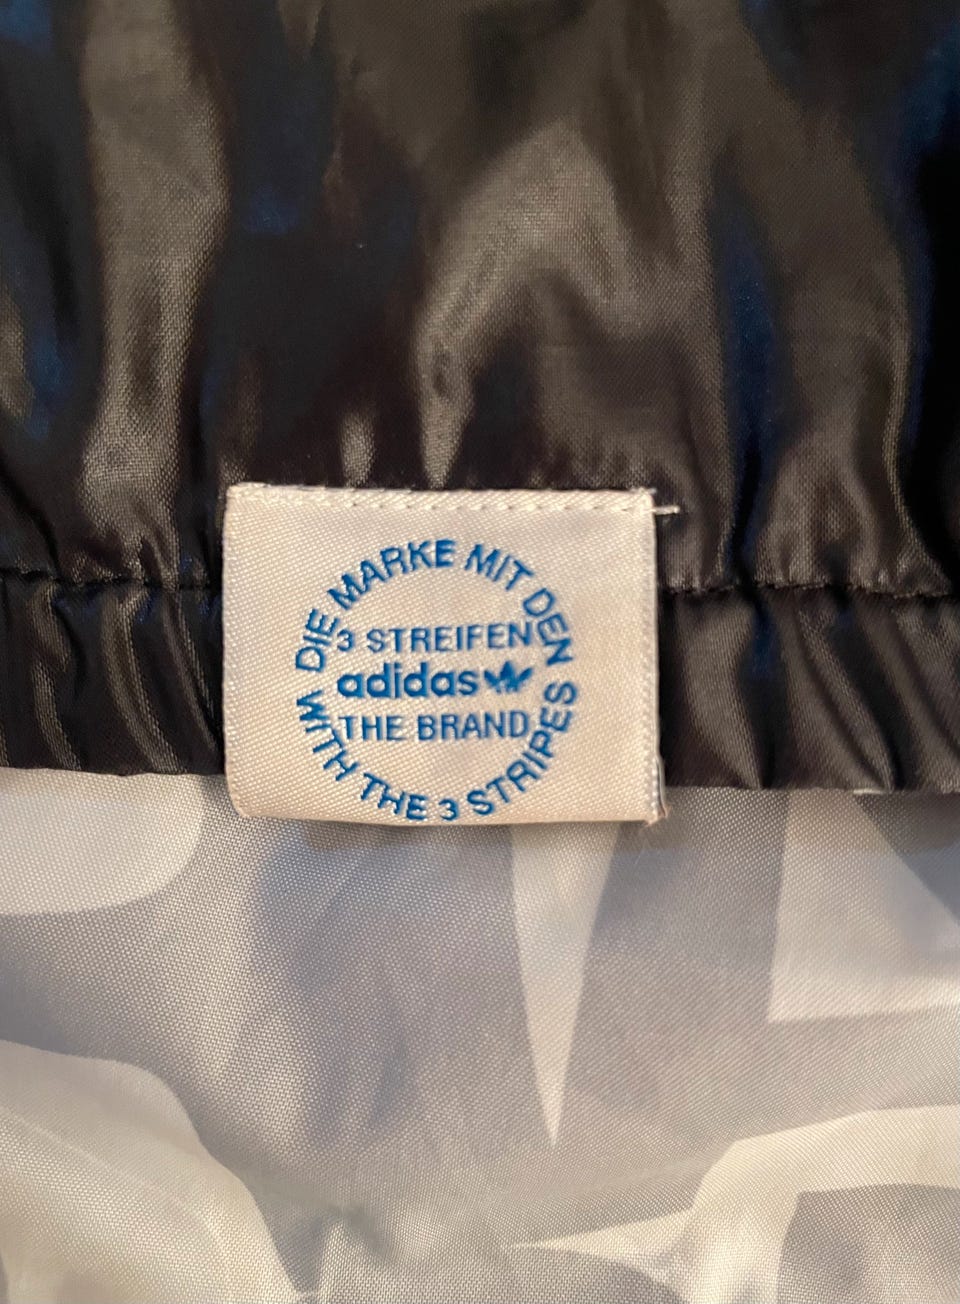 DIE MARKE MIT DEN
3 STREIFEN
adidas
THE BRAND
WITH THE 3 STRIPES